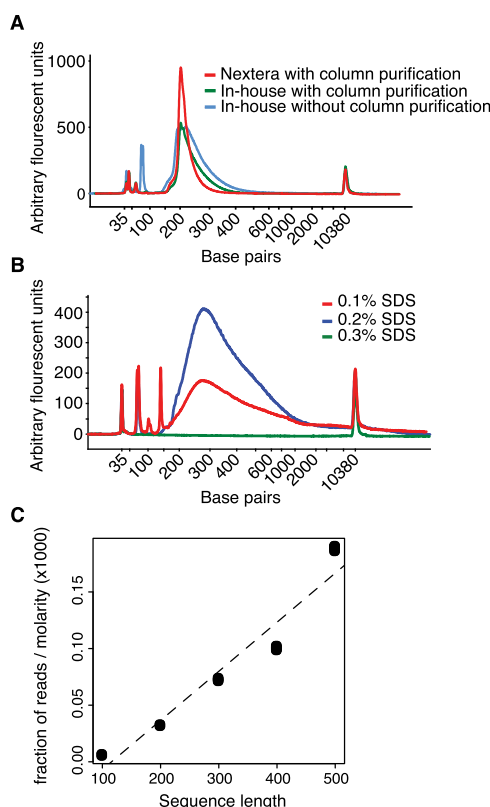 A
Arbitrary flourescent units
1000
500
0
Nextera with column purification
In-house with column purification
In-house without column purification
35 100 200 300 400 600 1000 2000 10380
Base pairs
B
Arbitrary flourescent units
400
300
200
100
0
0.1% SDS
0.2% SDS
0.3% SDS
35 100 200 300 400 600 1000 2000 10380
Base pairs
C
fraction of reads / molarity (x1000)
0.15
0.10
0.05
0.00
100 200 300 400 500
Sequence length